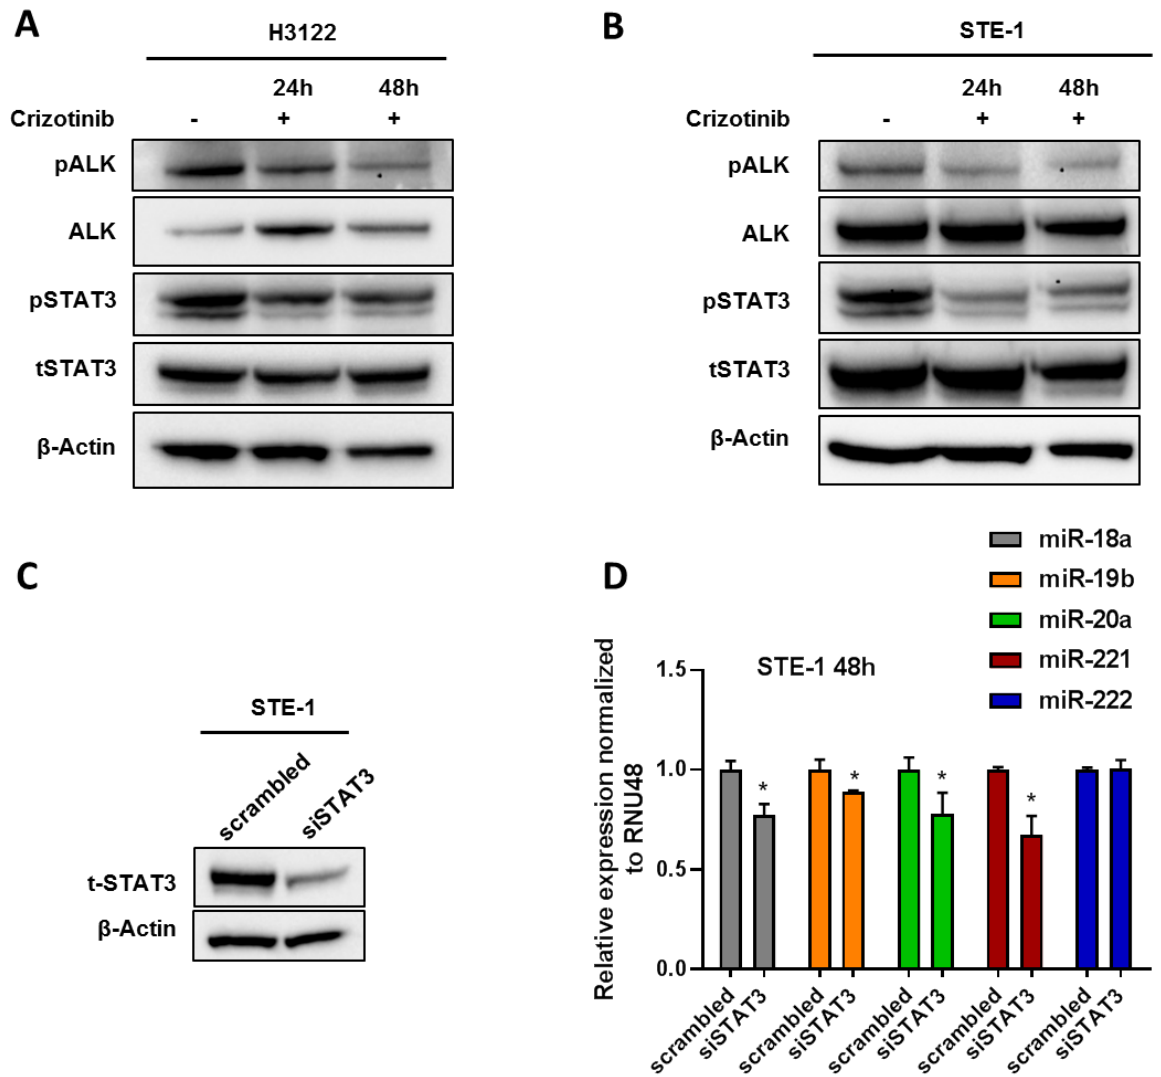 A
H3122
24h 48h
Crizotinib - + +
pALK
ALK
pSTAT3
tSTAT3
β-Actin
B
STE-1
24h 48h
Crizotinib - + +
pALK
ALK
pSTAT3
tSTAT3
β-Actin
C
STE-1
scrambled siSTAT3
t-STAT3
β-Actin
D
miR-18a
miR-19b
miR-20a
miR-221
miR-222
STE-1 48h
Relative expression normalized
to RNU48
1.5
1.0
0.5
0.0
* * * *
scrambled siSTAT3 scrambled siSTAT3 scrambled siSTAT3 scrambled siSTAT3 scrambled siSTAT3